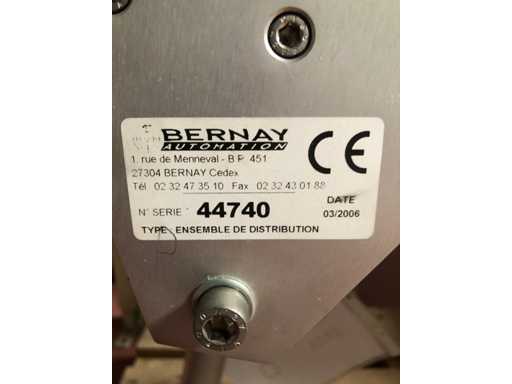 BERNAY
AUTOMATION
1, rue de Menneval - B.P. 451
27304 BERNAY Cedex
Tél 02 32 47 35 10 Fax 02 32 43 01 88
CE
N° SERIE : 44740
DATE
03/2006
TYPE : ENSEMBLE DE DISTRIBUTION